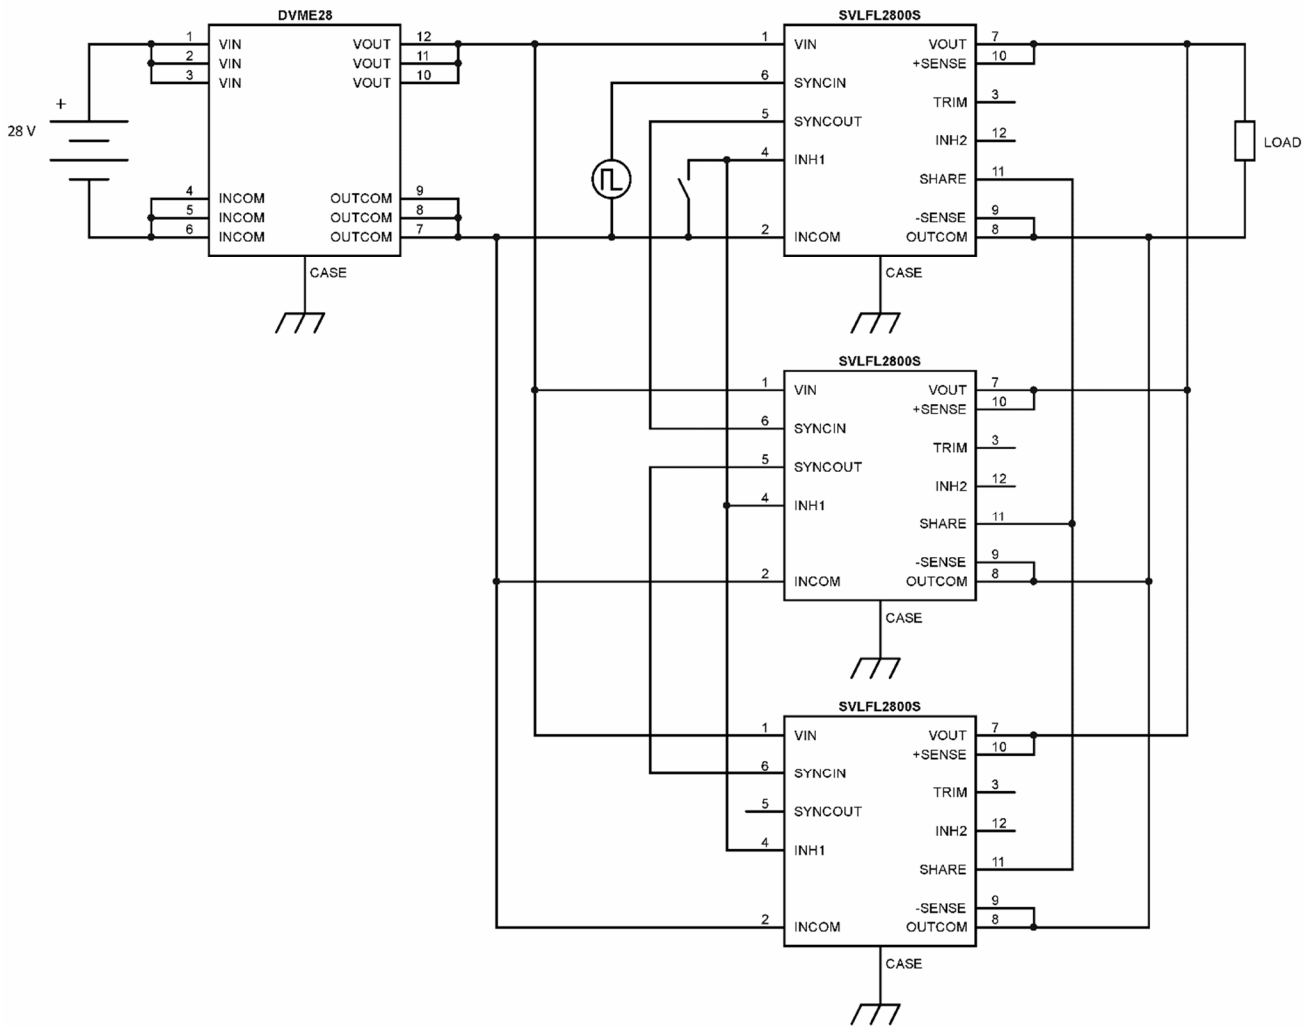 DVME28
SVLFL2800S
1 VIN VOUT 12
2 VIN VOUT 11
3 VIN VOUT 10
+
28 V
4 INCOM OUTCOM 9
5 INCOM OUTCOM 8
6 INCOM OUTCOM 7
CASE
1 VIN VOUT 7
+SENSE 10
6 SYNCIN
TRIM 3
5 SYNCOUT
INH2 12
4 INH1
SHARE 11
-SENSE 9
2 INCOM OUTCOM 8
CASE
LOAD
SVLFL2800S
1 VIN VOUT 7
+SENSE 10
6 SYNCIN
TRIM 3
5 SYNCOUT
INH2 12
4 INH1
SHARE 11
-SENSE 9
2 INCOM OUTCOM 8
CASE
SVLFL2800S
1 VIN VOUT 7
+SENSE 10
6 SYNCIN
TRIM 3
5 SYNCOUT
INH2 12
4 INH1
SHARE 11
-SENSE 9
2 INCOM OUTCOM 8
CASE